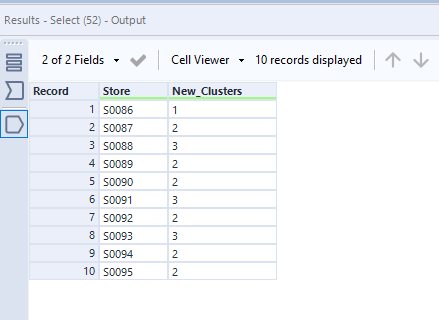 Results - Select (52) - Output
2 of 2 Fields Cell Viewer 10 records displayed
Record Store New_Clusters
1 S0086 1
2 S0087 2
3 S0088 3
4 S0089 2
5 S0090 2
6 S0091 3
7 S0092 2
8 S0093 3
9 S0094 2
10 S0095 2